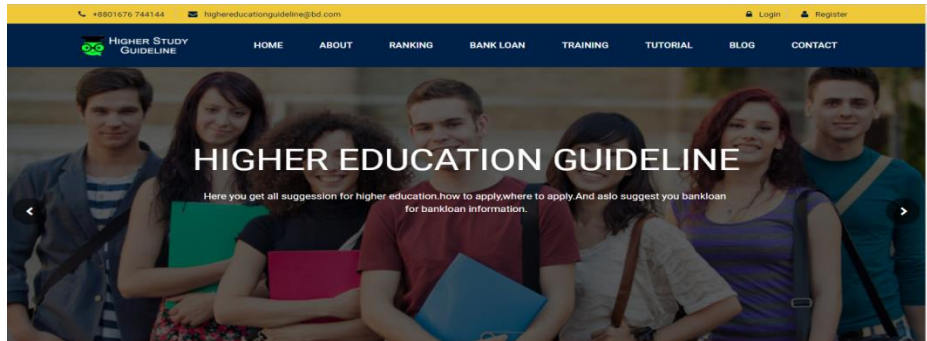 +8801676 744144 highereducationguideline@bd.com Login Register
HIGHER STUDY
GUIDELINE
HOME ABOUT RANKING BANK LOAN TRAINING TUTORIAL BLOG CONTACT
HIGHER EDUCATION GUIDELINE
Here you get all suggession for higher education.how to apply,where to apply.And aslo suggest you bankloan
for bankloan information.